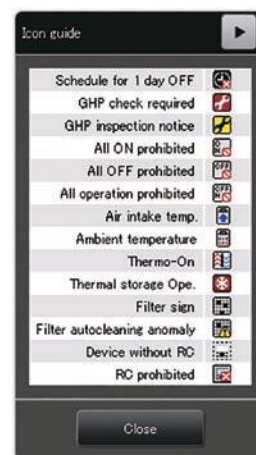 Icon guide
Schedule for 1 day OFF
GHP check required
GHP inspection notice
All ON prohibited
All OFF prohibited
All operation prohibited
Air intake temp.
Ambient temperature
Thermo-On
Thermal storage Ope.
Filter sign
Filter autocleaning anomaly
Device without RC
RC prohibited
Close